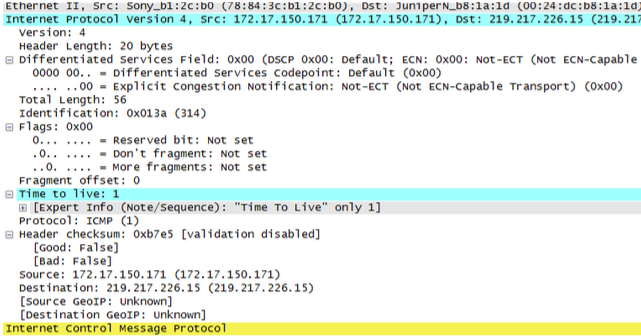 Ethernet II, Src: Sony_b1:2c:b0 (78:84:3c:b1:2c:b0), Dst: JuniperN_b8:1a:1d (00:24:dc:b8:1a:1d)
Internet Protocol Version 4, Src: 172.17.150.171 (172.17.150.171), Dst: 219.217.226.15 (219.217
Version: 4
Header Length: 20 bytes
Differentiated Services Field: 0x00 (DSCP 0x00: Default; ECN: 0x00: Not-ECT (Not ECN-Capable
0000 00.. = Differentiated Services Codepoint: Default (0x00)
.... ..00 = Explicit Congestion Notification: Not-ECT (Not ECN-Capable Transport) (0x00)
Total Length: 56
Identification: 0x013a (314)
Flags: 0x00
0... .... = Reserved bit: Not set
.0.. .... = Don't fragment: Not set
..0. .... = More fragments: Not set
Fragment offset: 0
Time to live: 1
[Expert Info (Note/Sequence): "Time To Live" only 1]
Protocol: ICMP (1)
Header checksum: 0xb7e5 [validation disabled]
[Good: False]
[Bad: False]
Source: 172.17.150.171 (172.17.150.171)
Destination: 219.217.226.15 (219.217.226.15)
[Source GeoIP: Unknown]
[Destination GeoIP: Unknown]
Internet Control Message Protocol